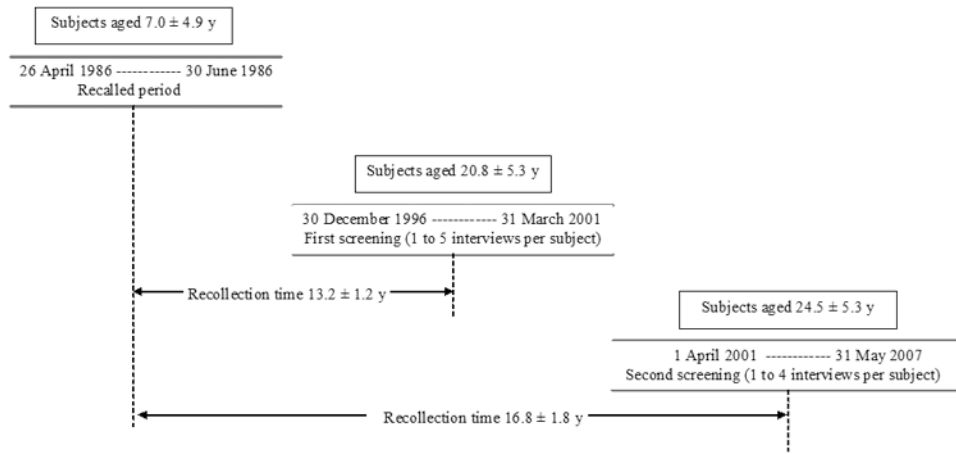 Subjects aged 7.0 ± 4.9 y
26 April 1986 ------------ 30 June 1986
Recalled period
Subjects aged 20.8 ± 5.3 y
30 December 1996 ------------ 31 March 2001
First screening (1 to 5 interviews per subject)
Recollection time 13.2 ± 1.2 y
Subjects aged 24.5 ± 5.3 y
1 April 2001 ------------ 31 May 2007
Second screening (1 to 4 interviews per subject)
Recollection time 16.8 ± 1.8 y